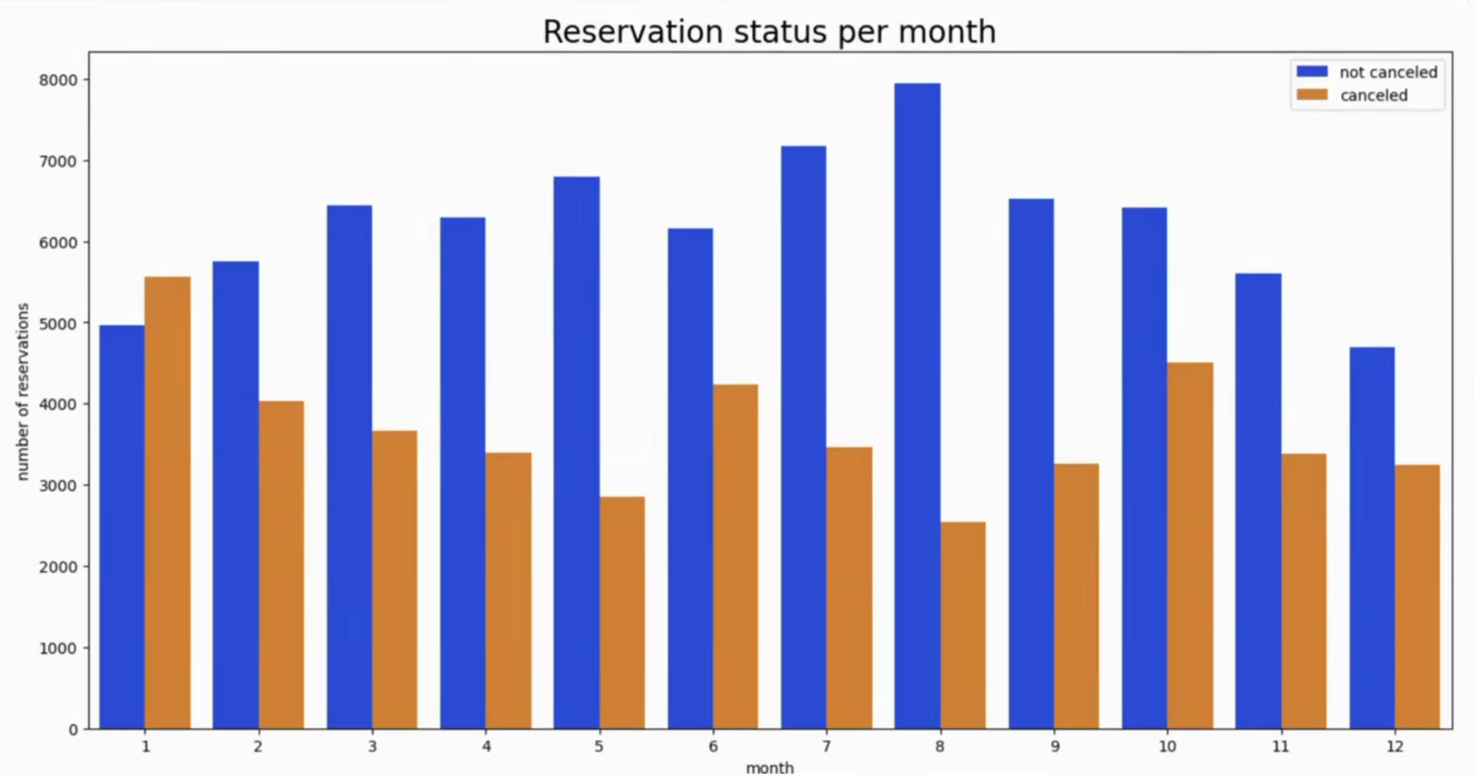 Reservation status per month
not canceled
canceled
8000
7000
6000
5000
4000
3000
2000
1000
0
number of reservations
1 2 3 4 5 6 7 8 9 10 11 12
month